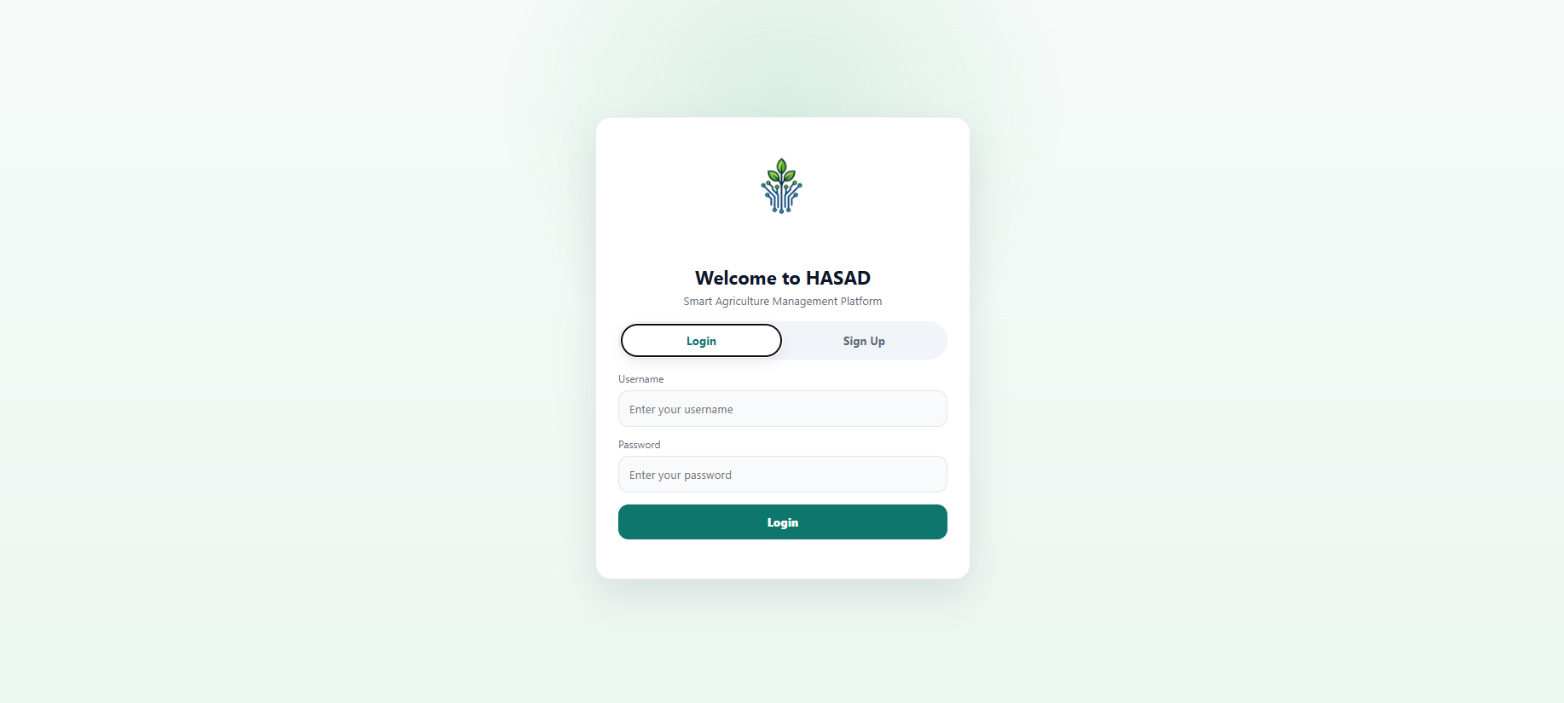 Welcome to HASAD
Smart Agriculture Management Platform
Login
Sign Up
Username
Enter your username
Password
Enter your password
Login